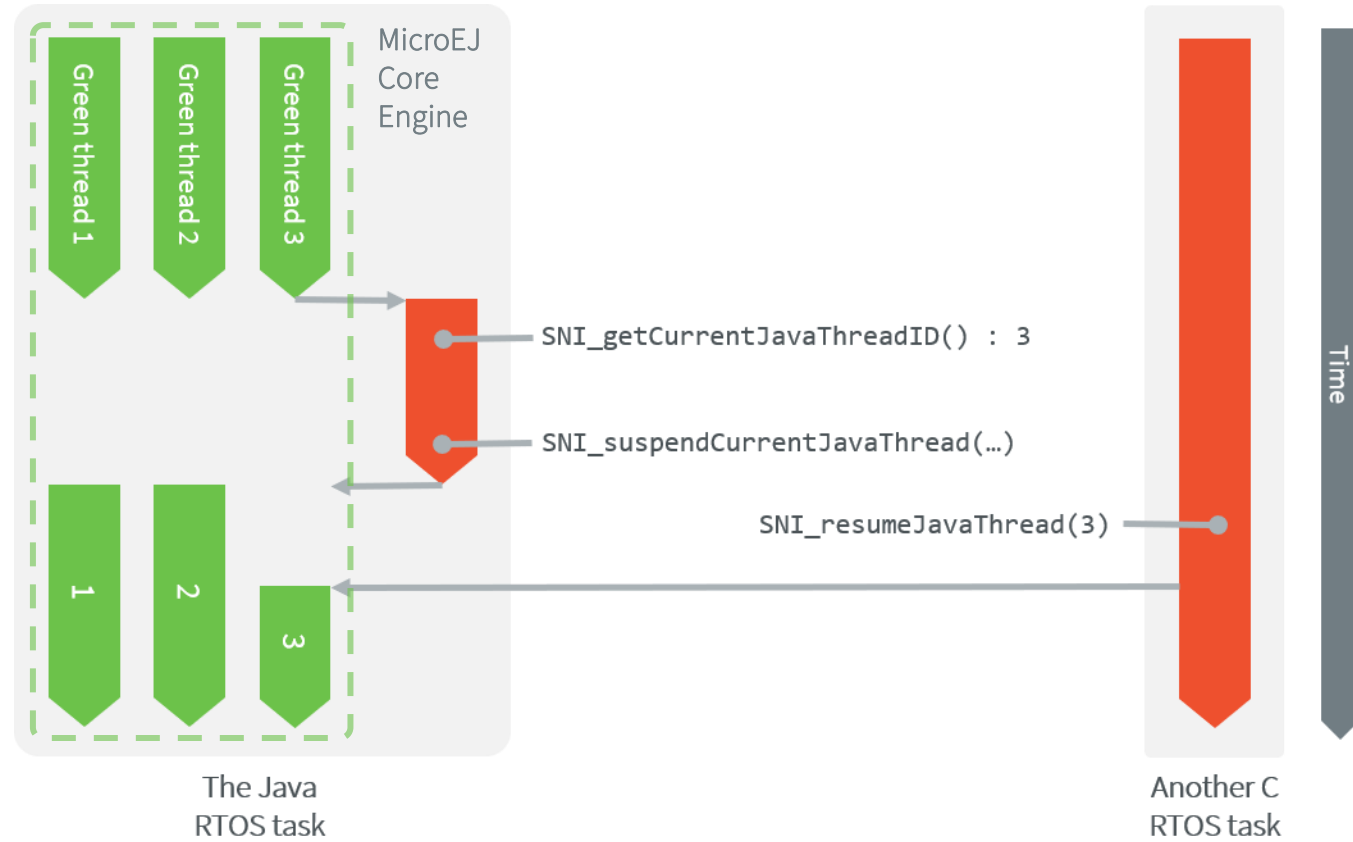 Green thread 1
Green thread 2
Green thread 3
MicroEJ
Core
Engine
SNI_getCurrentJavaThreadID() : 3
SNI_suspendCurrentJavaThread(…)
SNI_resumeJavaThread(3)
Time
1
2
3
The Java
RTOS task
Another C
RTOS task